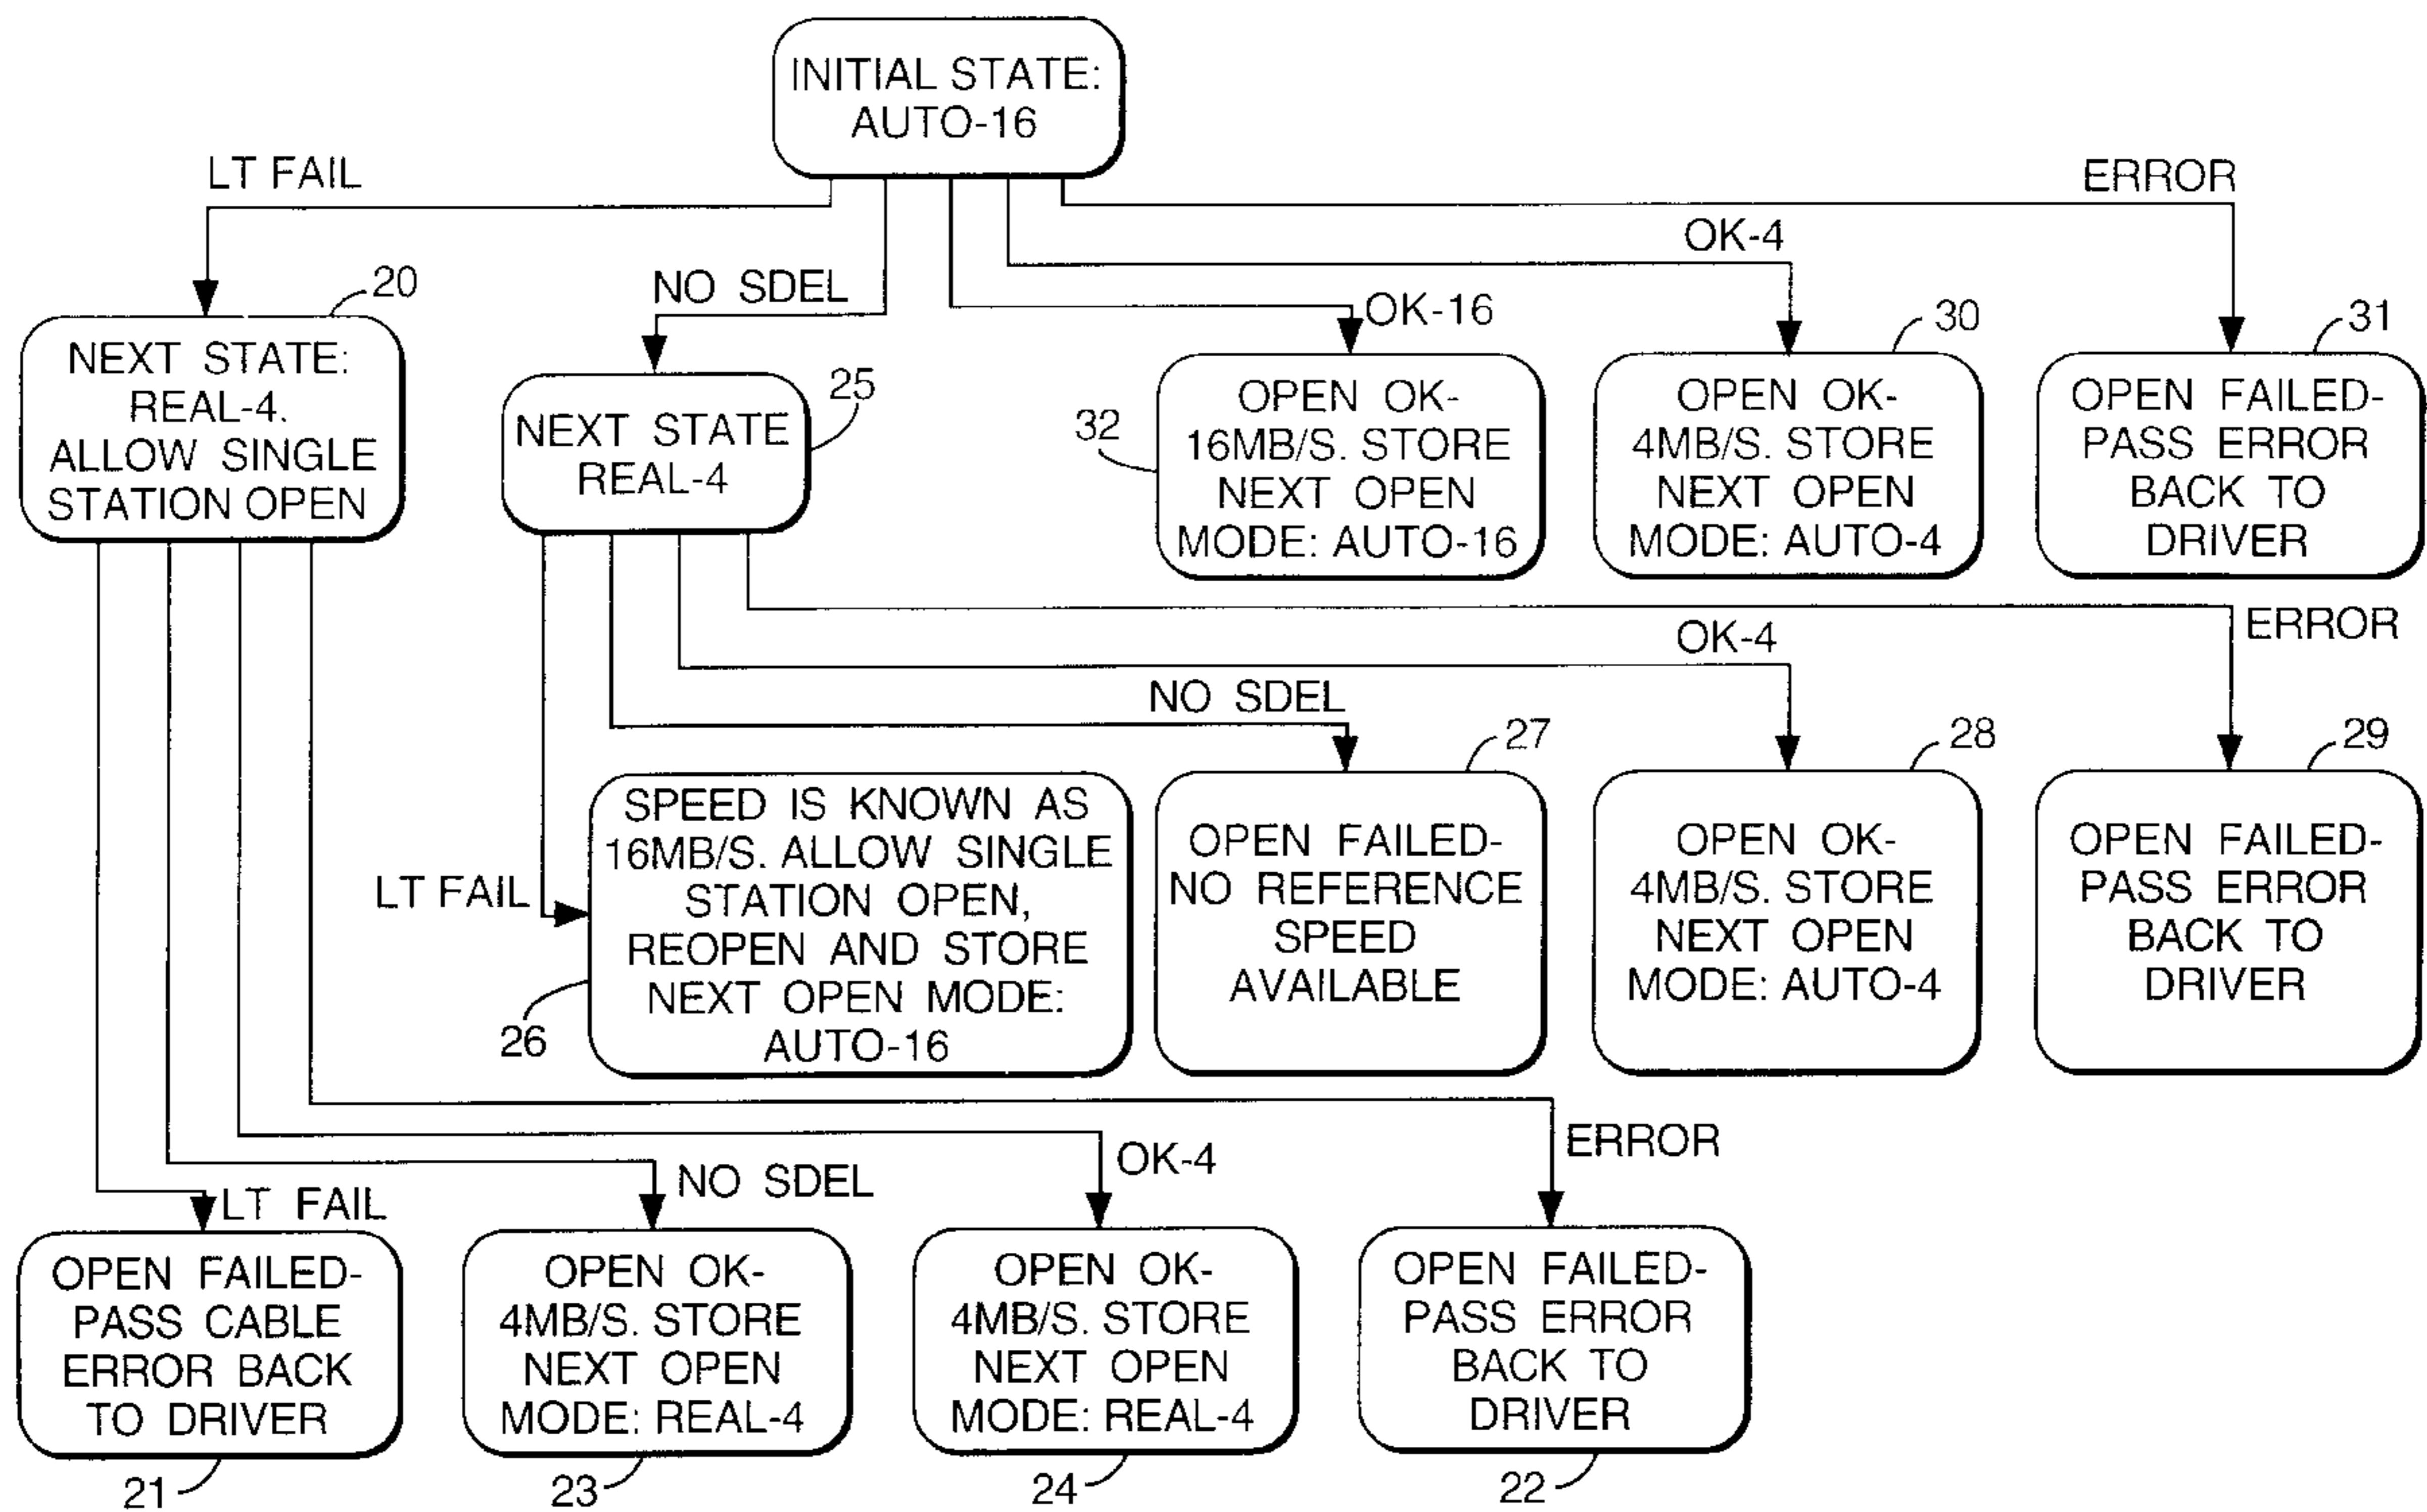 INITIAL STATE:
AUTO-16
LT FAIL
ERROR
OK-4
NO SDEL
OK-16
20
NEXT STATE:
REAL-4.
ALLOW SINGLE
STATION OPEN
25
NEXT STATE
REAL-4
32
OPEN OK-
16MB/S. STORE
NEXT OPEN
MODE: AUTO-16
30
OPEN OK-
4MB/S. STORE
NEXT OPEN
MODE: AUTO-4
31
OPEN FAILED-
PASS ERROR
BACK TO
DRIVER
ERROR
OK-4
NO SDEL
LT FAIL
SPEED IS KNOWN AS
16MB/S. ALLOW SINGLE
STATION OPEN,
REOPEN AND STORE
NEXT OPEN MODE:
AUTO-16
26
27
OPEN FAILED-
NO REFERENCE
SPEED
AVAILABLE
28
OPEN OK-
4MB/S. STORE
NEXT OPEN
MODE: AUTO-4
29
OPEN FAILED-
PASS ERROR
BACK TO
DRIVER
ERROR
OK-4
NO SDEL
LT FAIL
OPEN FAILED-
PASS CABLE
ERROR BACK
TO DRIVER
21
OPEN OK-
4MB/S. STORE
NEXT OPEN
MODE: REAL-4
23
OPEN OK-
4MB/S. STORE
NEXT OPEN
MODE: REAL-4
24
OPEN FAILED-
PASS ERROR
BACK TO
DRIVER
22